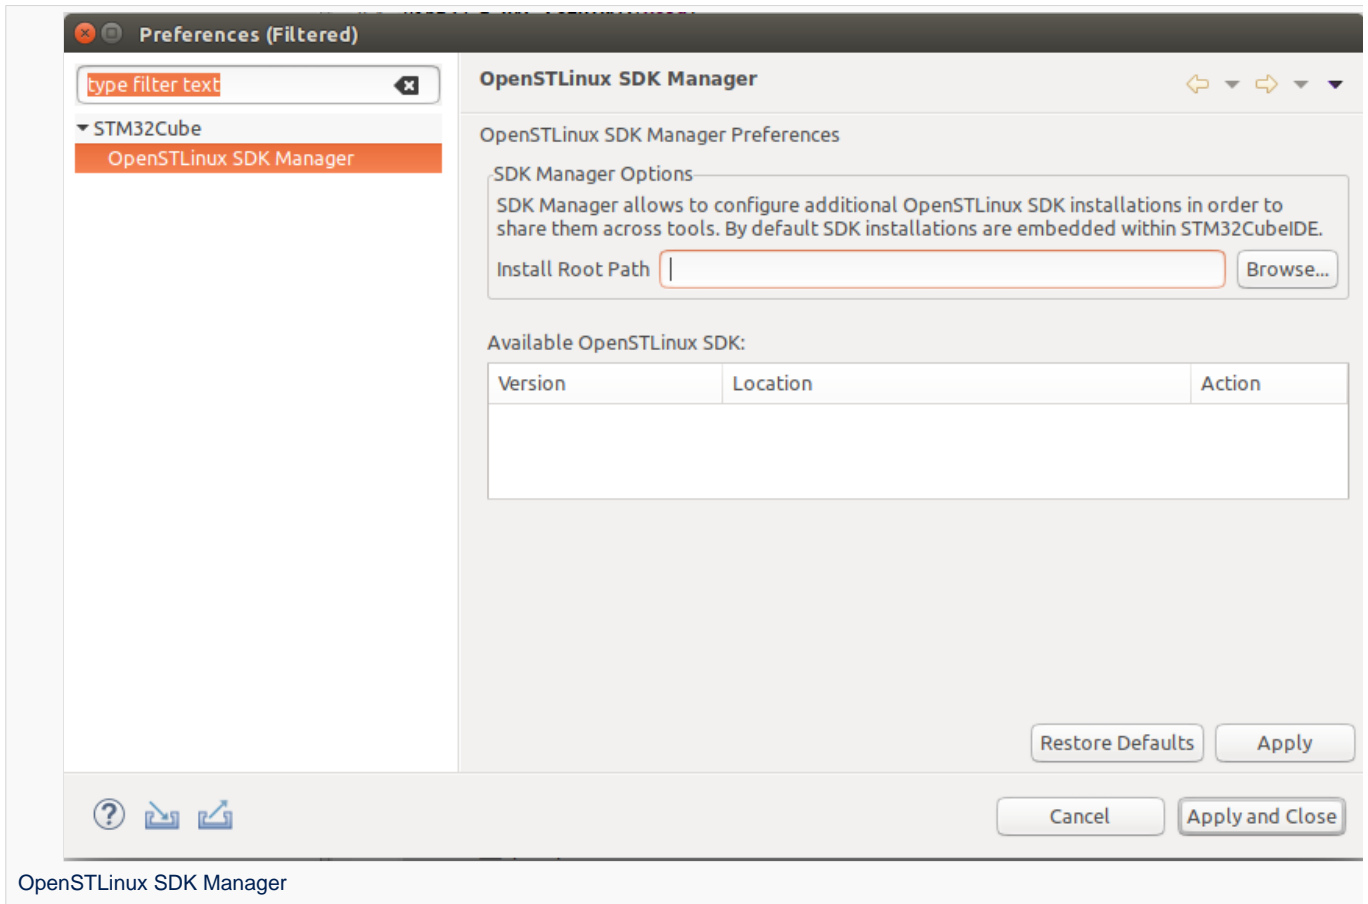 Preferences (Filtered)
type filter text
STM32Cube
OpenSTLinux SDK Manager
OpenSTLinux SDK Manager
OpenSTLinux SDK Manager Preferences
SDK Manager Options
SDK Manager allows to configure additional OpenSTLinux SDK installations in order to
share them across tools. By default SDK installations are embedded within STM32CubeIDE.
Install Root Path
Browse...
Available OpenSTLinux SDK:
Version Location Action
Restore Defaults Apply
Cancel Apply and Close
OpenSTLinux SDK Manager